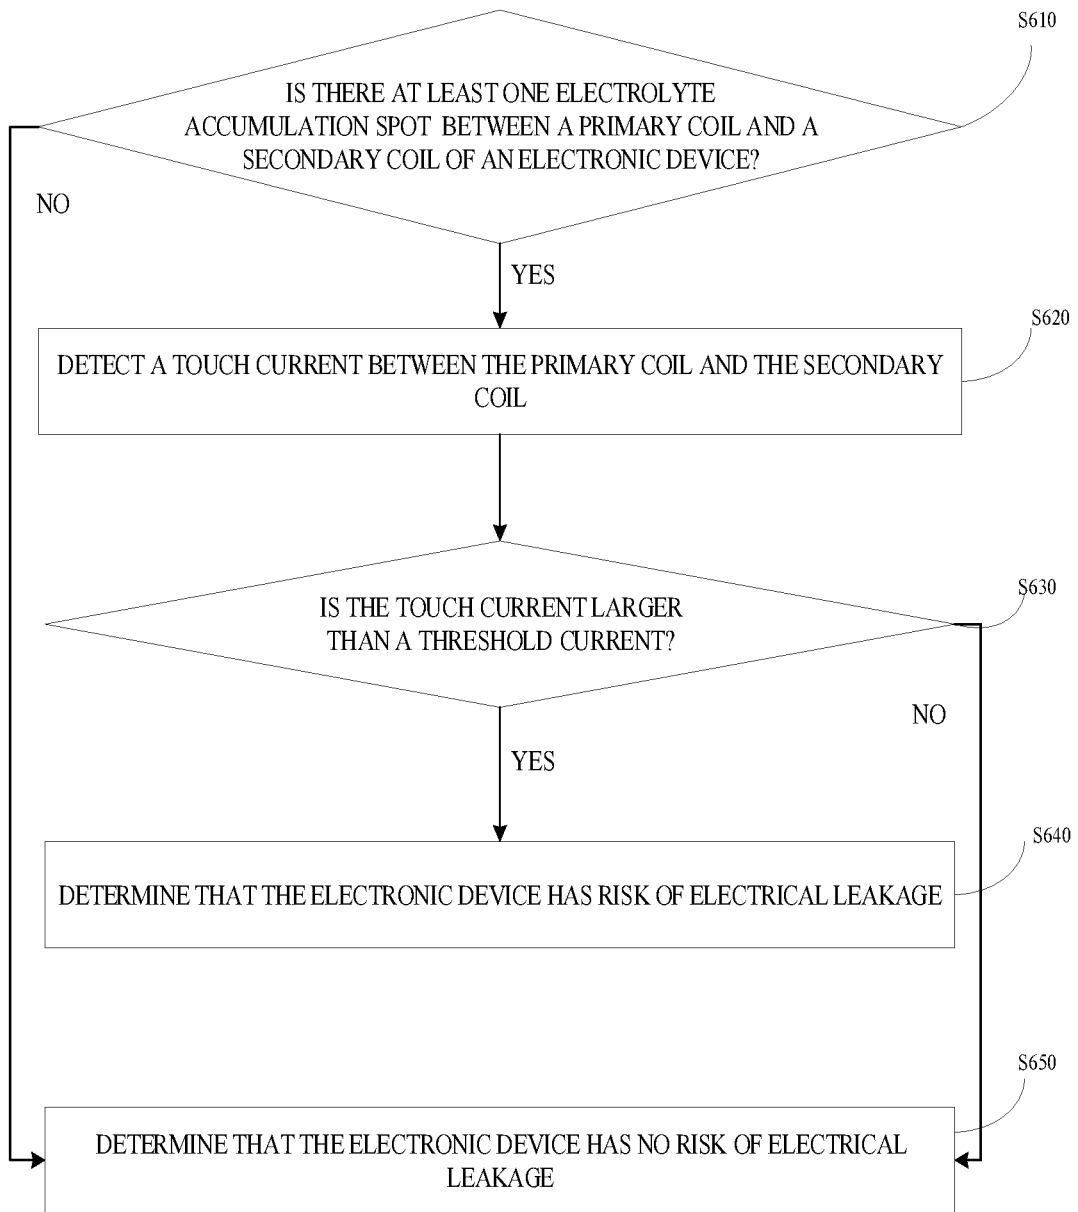 S610
IS THERE AT LEAST ONE ELECTROLYTE
ACCUMULATION SPOT BETWEEN A PRIMARY COIL AND A
SECONDARY COIL OF AN ELECTRONIC DEVICE?
NO
YES
S620
DETECT A TOUCH CURRENT BETWEEN THE PRIMARY COIL AND THE SECONDARY
COIL
S630
IS THE TOUCH CURRENT LARGER
THAN A THRESHOLD CURRENT?
NO
YES
S640
DETERMINE THAT THE ELECTRONIC DEVICE HAS RISK OF ELECTRICAL LEAKAGE
S650
DETERMINE THAT THE ELECTRONIC DEVICE HAS NO RISK OF ELECTRICAL
LEAKAGE